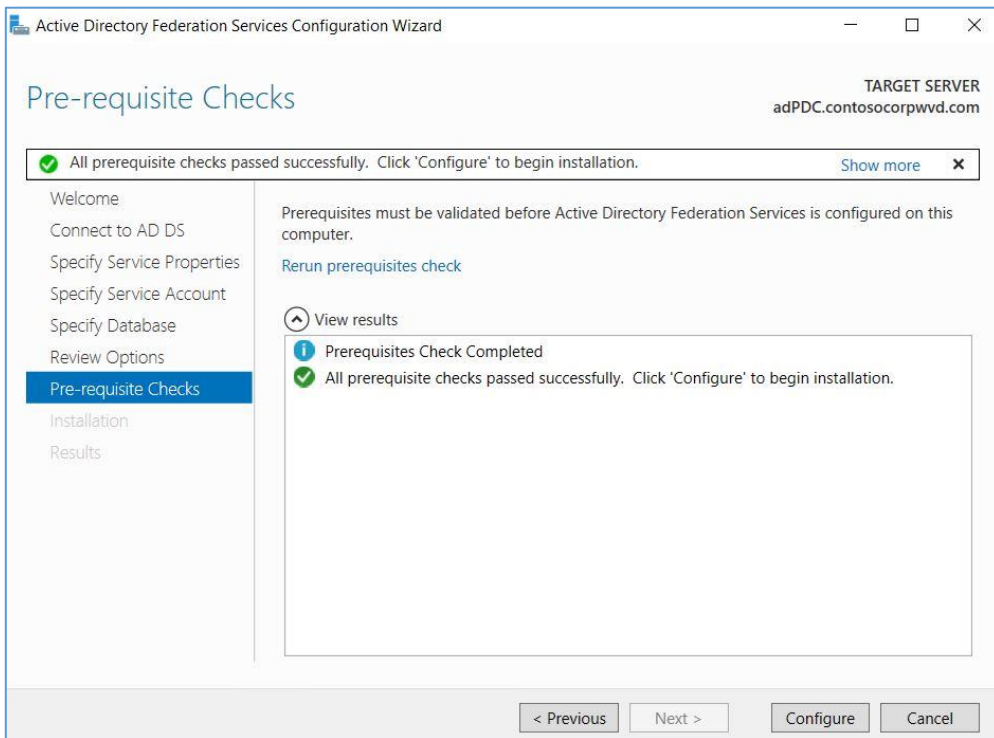 Active Directory Federation Services Configuration Wizard
Pre-requisite Checks
TARGET SERVER
adPDC.contosocorpwvd.com
All prerequisite checks passed successfully. Click 'Configure' to begin installation.
Show more
Welcome
Connect to AD DS
Specify Service Properties
Specify Service Account
Specify Database
Review Options
Pre-requisite Checks
Installation
Results
Prerequisites must be validated before Active Directory Federation Services is configured on this
computer.
Rerun prerequisites check
View results
Prerequisites Check Completed
All prerequisite checks passed successfully. Click 'Configure' to begin installation.
< Previous
Next >
Configure
Cancel